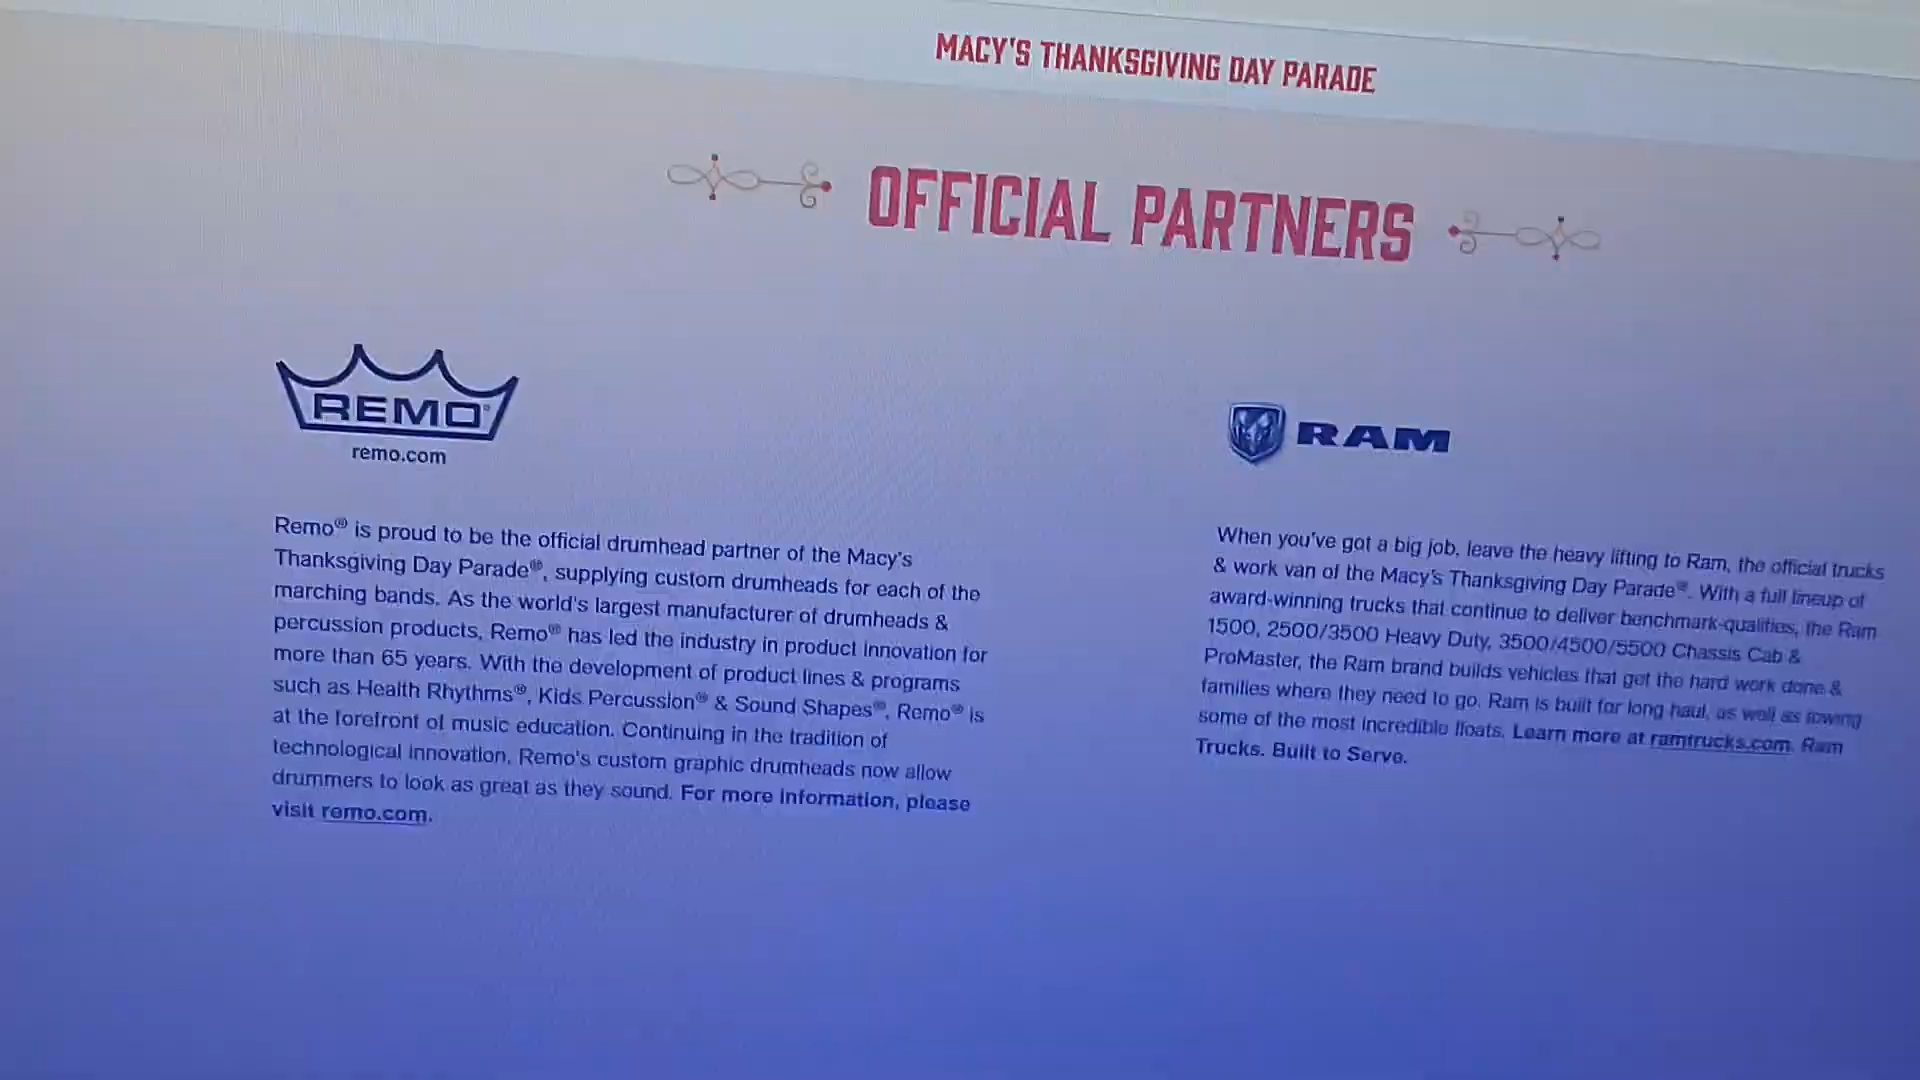 MACY'S THANKSGIVING DAY PARADE
OFFICIAL PARTNERS
REMO®
remo.com
Remo® is proud to be the official drumhead partner of the Macy's
Thanksgiving Day Parade®, supplying custom drumheads for each of the
marching bands. As the world's largest manufacturer of drumheads &
percussion products, Remo® has led the industry in product innovation for
more than 65 years. With the development of product lines & programs
such as Health Rhythms®, Kids Percussion® & Sound Shapes®, Remo® is
at the forefront of music education. Continuing in the tradition of
technological innovation, Remo's custom graphic drumheads now allow
drummers to look as great as they sound. For more information, please
visit remo.com.
RAM
When you've got a big job, leave the heavy lifting to Ram, the official trucks
& work van of the Macy's Thanksgiving Day Parade®. With a full lineup of
award-winning trucks that continue to deliver benchmark-qualities, the Ram
1500, 2500/3500 Heavy Duty, 3500/4500/5500 Chassis Cab &
ProMaster, the Ram brand builds vehicles that get the hard work done &
families where they need to go. Ram is built for long haul, as well as towing
some of the most incredible floats. Learn more at ramtrucks.com. Ram
Trucks. Built to Serve.